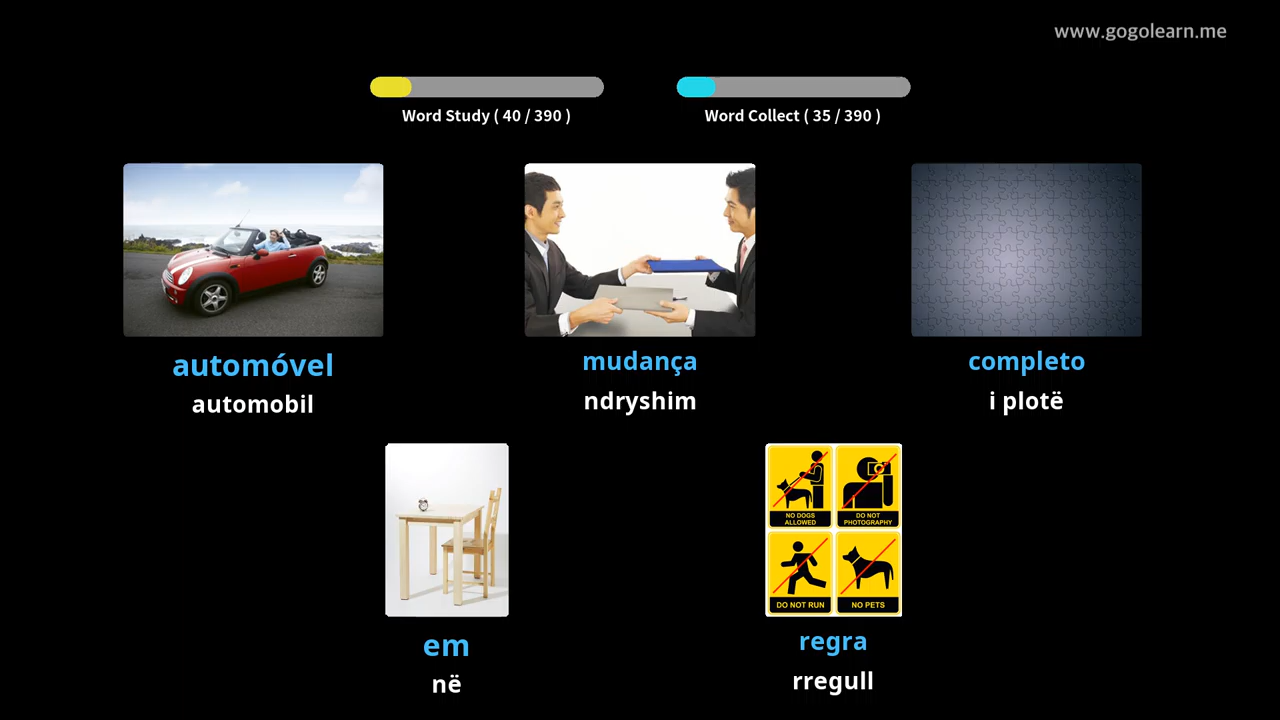 www.gogolearn.me
Word Study ( 40 / 390 )
Word Collect ( 35 / 390 )
automóvel
automobil
mudança
ndryshim
completo
i plotë
NO DOGS
ALLOWED
DO NOT
PHOTOGRAPHY
DO NOT RUN
NO PETS
em
në
regra
rregull